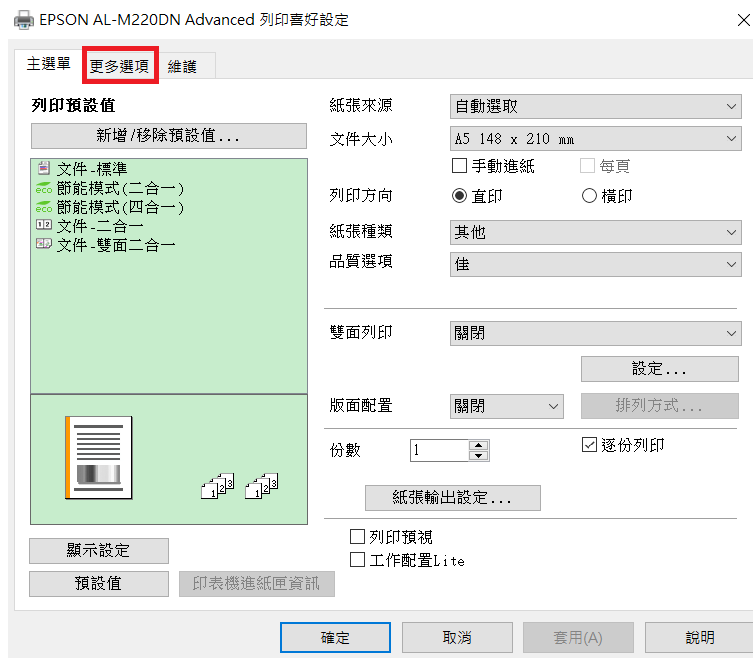 EPSON AL-M220DN Advanced 列印喜好設定
主選單 更多選項 維護
列印預設值
新增/移除預設值...
文件-標準
節能模式(二合一)
節能模式(四合一)
文件-二合一
文件-雙面二合一
顯示設定
預設值 印表機進紙匣資訊
紙張來源 自動選取
文件大小 A5 148 x 210 mm
手動進紙 每頁
列印方向 直印 橫印
紙張種類 其他
品質選項 佳
雙面列印 關閉
設定...
版面配置 關閉 排列方式...
份數 1 逐份列印
紙張輸出設定...
列印預視
工作配置Lite
確定 取消 套用(A) 說明